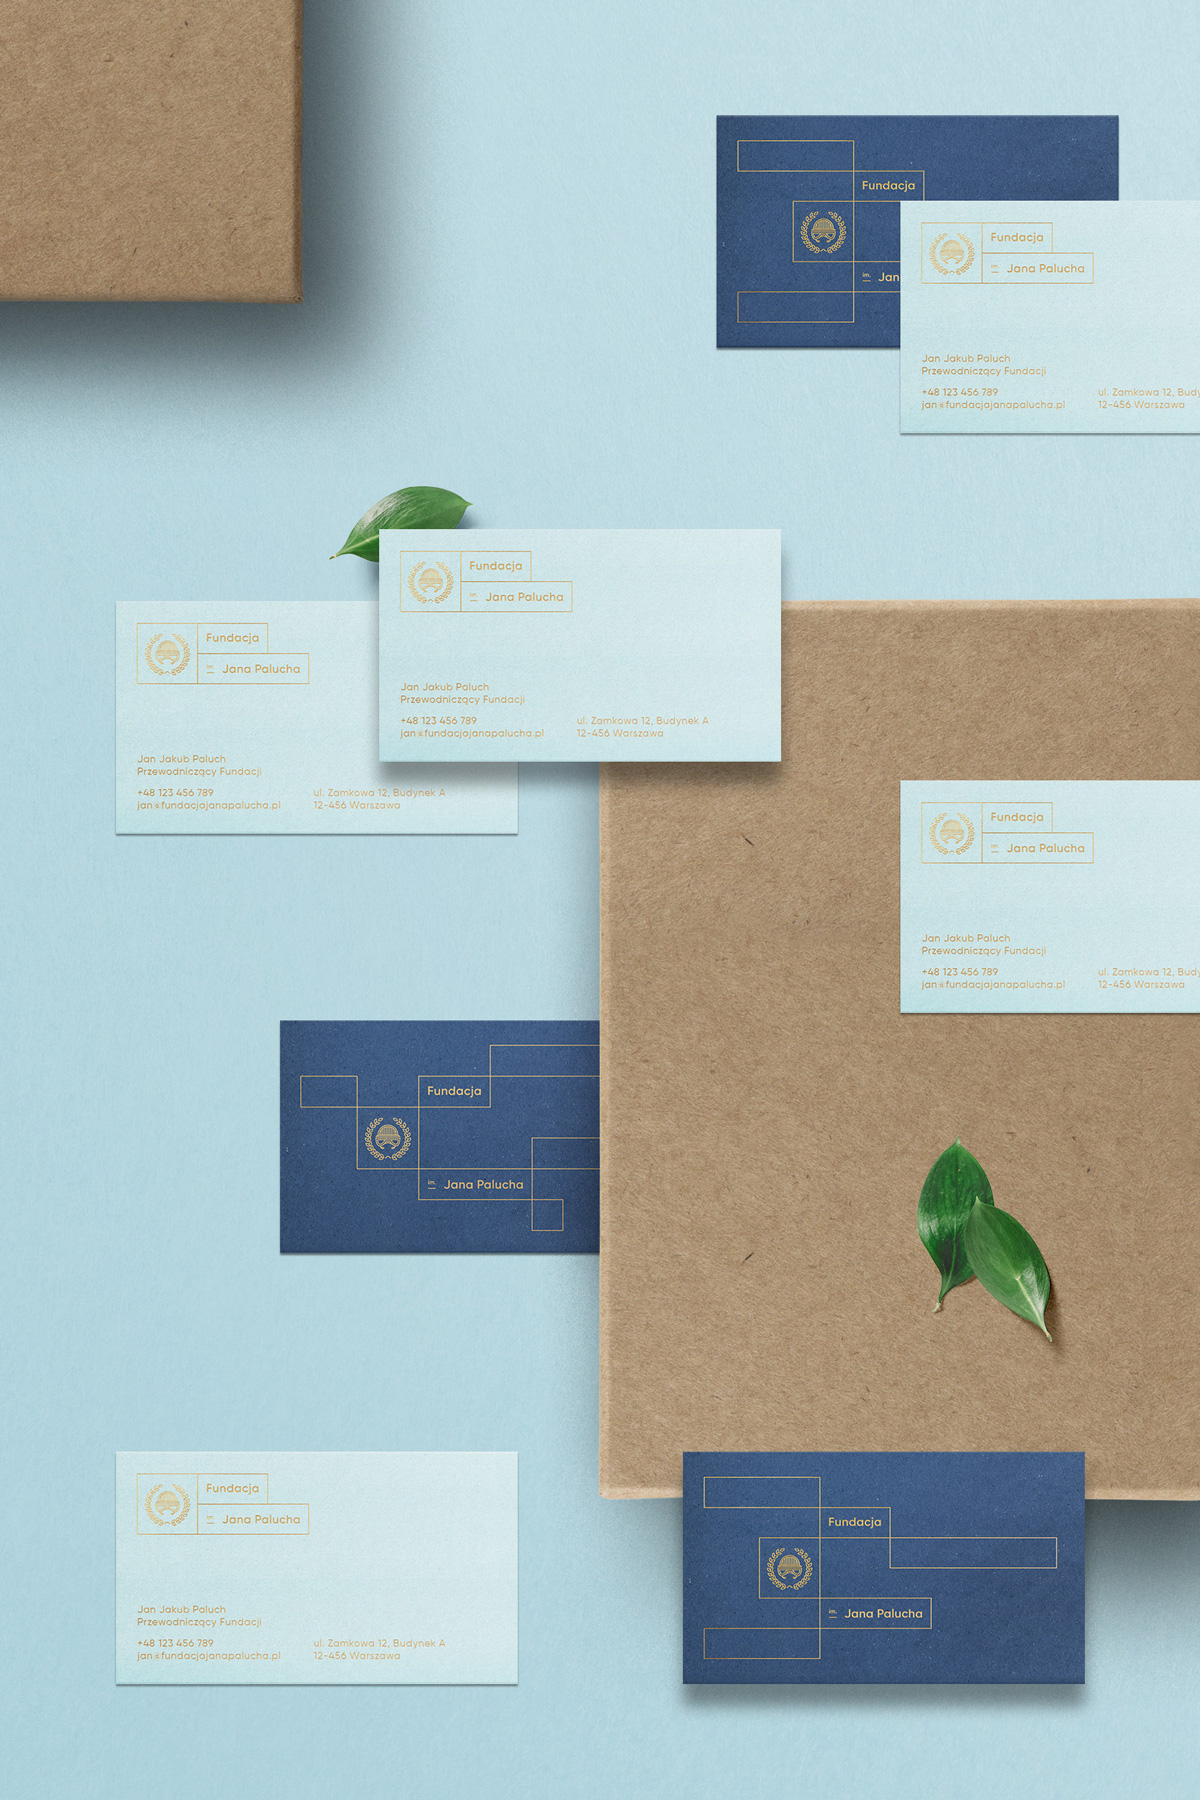 Fundacja
im. Jan
Fundacja
im. Jana Palucha
Jan Jakub Paluch
Przewodniczący Fundacji
+48 123 456 789
jan@fundacjajanapalucha.pl
ul. Zamkowa 12, Budy
12-456 Warszawa
Fundacja
im. Jana Palucha
Jan Jakub Paluch
Przewodniczący Fundacji
+48 123 456 789
jan@fundacjajanapalucha.pl
ul. Zamkowa 12, Budynek A
12-456 Warszawa
Fundacja
im. Jana Palucha
Jan Jakub Paluch
Przewodniczący Fundacji
+48 123 456 789
jan@fundacjajanapalucha.pl
ul. Zamkowa 12, Budynek A
12-456 Warszawa
Fundacja
im. Jana Palucha
Jan Jakub Paluch
Przewodniczący Fundacji
+48 123 456 789
jan@fundacjajanapalucha.pl
ul. Zamkowa 12, Budy
12-456 Warszawa
Fundacja
im. Jana Palucha
Fundacja
im. Jana Palucha
Jan Jakub Paluch
Przewodniczący Fundacji
+48 123 456 789
jan@fundacjajanapalucha.pl
ul. Zamkowa 12, Budynek A
12-456 Warszawa
Fundacja
im. Jana Palucha